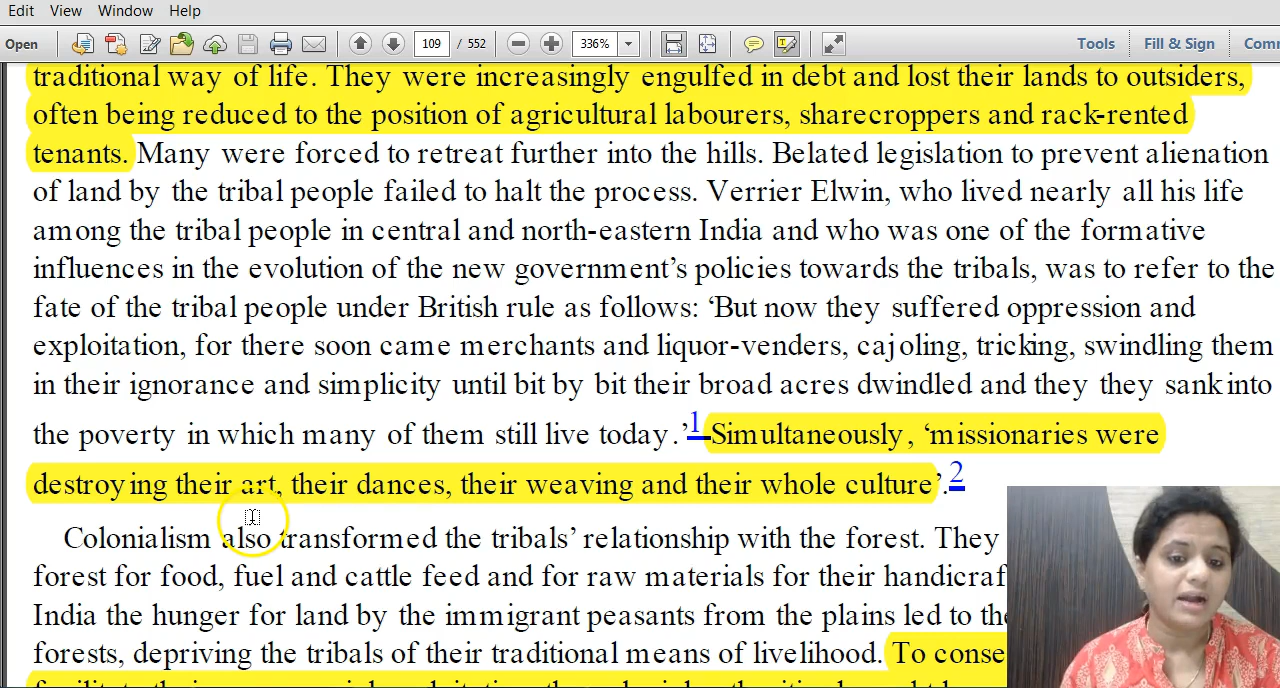 Edit View Window Help
Open 109 / 552 336% Tools Fill & Sign
traditional way of life. They were increasingly engulfed in debt and lost their lands to outsiders,
often being reduced to the position of agricultural labourers, sharecroppers and rack-rented
tenants. Many were forced to retreat further into the hills. Belated legislation to prevent alienation
of land by the tribal people failed to halt the process. Verrier Elwin, who lived nearly all his life
among the tribal people in central and north-eastern India and who was one of the formative
influences in the evolution of the new government’s policies towards the tribals, was to refer to the
fate of the tribal people under British rule as follows: ‘But now they suffered oppression and
exploitation, for there soon came merchants and liquor-venders, cajoling, tricking, swindling them
in their ignorance and simplicity until bit by bit their broad acres dwindled and they they sank into
the poverty in which many of them still live today.’1 Simultaneously, ‘missionaries were
destroying their art, their dances, their weaving and their whole culture’.2
Colonialism also transformed the tribals’ relationship with the forest. They
forest for food, fuel and cattle feed and for raw materials for their handicraf
India the hunger for land by the immigrant peasants from the plains led to the
forests, depriving the tribals of their traditional means of livelihood. To conse